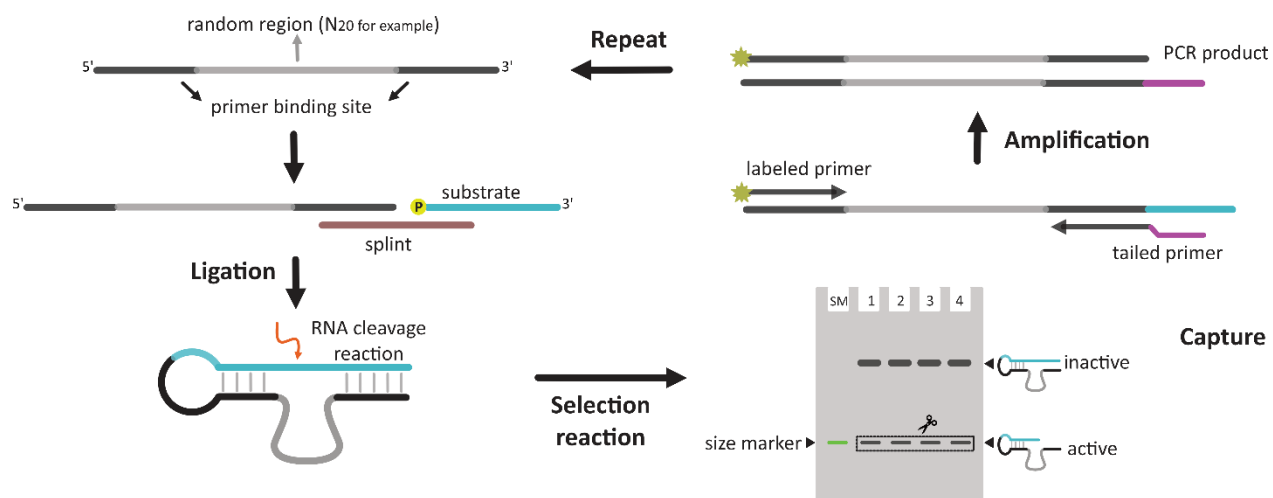 random region (N20 for example)
5'
3'
primer binding site
Repeat
PCR product
Amplification
labeled primer
tailed primer
P
substrate
3'
5'
splint
Ligation
RNA cleavage
reaction
Selection
reaction
SM
1
2
3
4
Capture
inactive
size marker
active